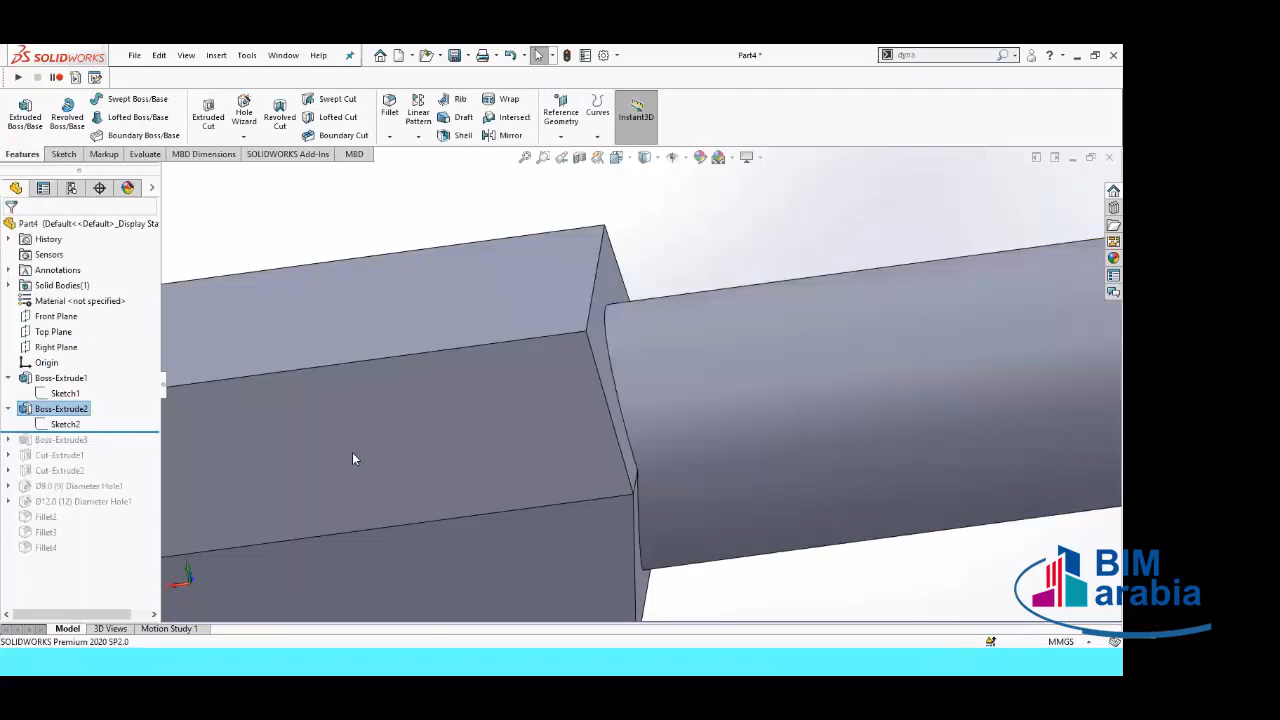 SOLIDWORKS
File Edit View Insert Tools Window Help
Part4 *
dyna
Extruded Boss/Base
Revolved Boss/Base
Swept Boss/Base
Lofted Boss/Base
Boundary Boss/Base
Extruded Cut
Hole Wizard
Revolved Cut
Swept Cut
Lofted Cut
Boundary Cut
Fillet
Linear Pattern
Rib
Draft
Shell
Wrap
Intersect
Mirror
Reference Geometry
Curves
Instant3D
Features Sketch Markup Evaluate MBD Dimensions SOLIDWORKS Add-Ins MBD
Part4 (Default<<Default>_Display Sta
History
Sensors
Annotations
Solid Bodies(1)
Material <not specified>
Front Plane
Top Plane
Right Plane
Origin
Boss-Extrude1
Sketch1
Boss-Extrude2
Sketch2
Boss-Extrude3
Cut-Extrude1
Cut-Extrude2
Ø9.0 (9) Diameter Hole1
Ø12.0 (12) Diameter Hole1
Fillet2
Fillet3
Fillet4
Model 3D Views Motion Study 1
SOLIDWORKS Premium 2020 SP2.0
MMGS
BIM
arabia